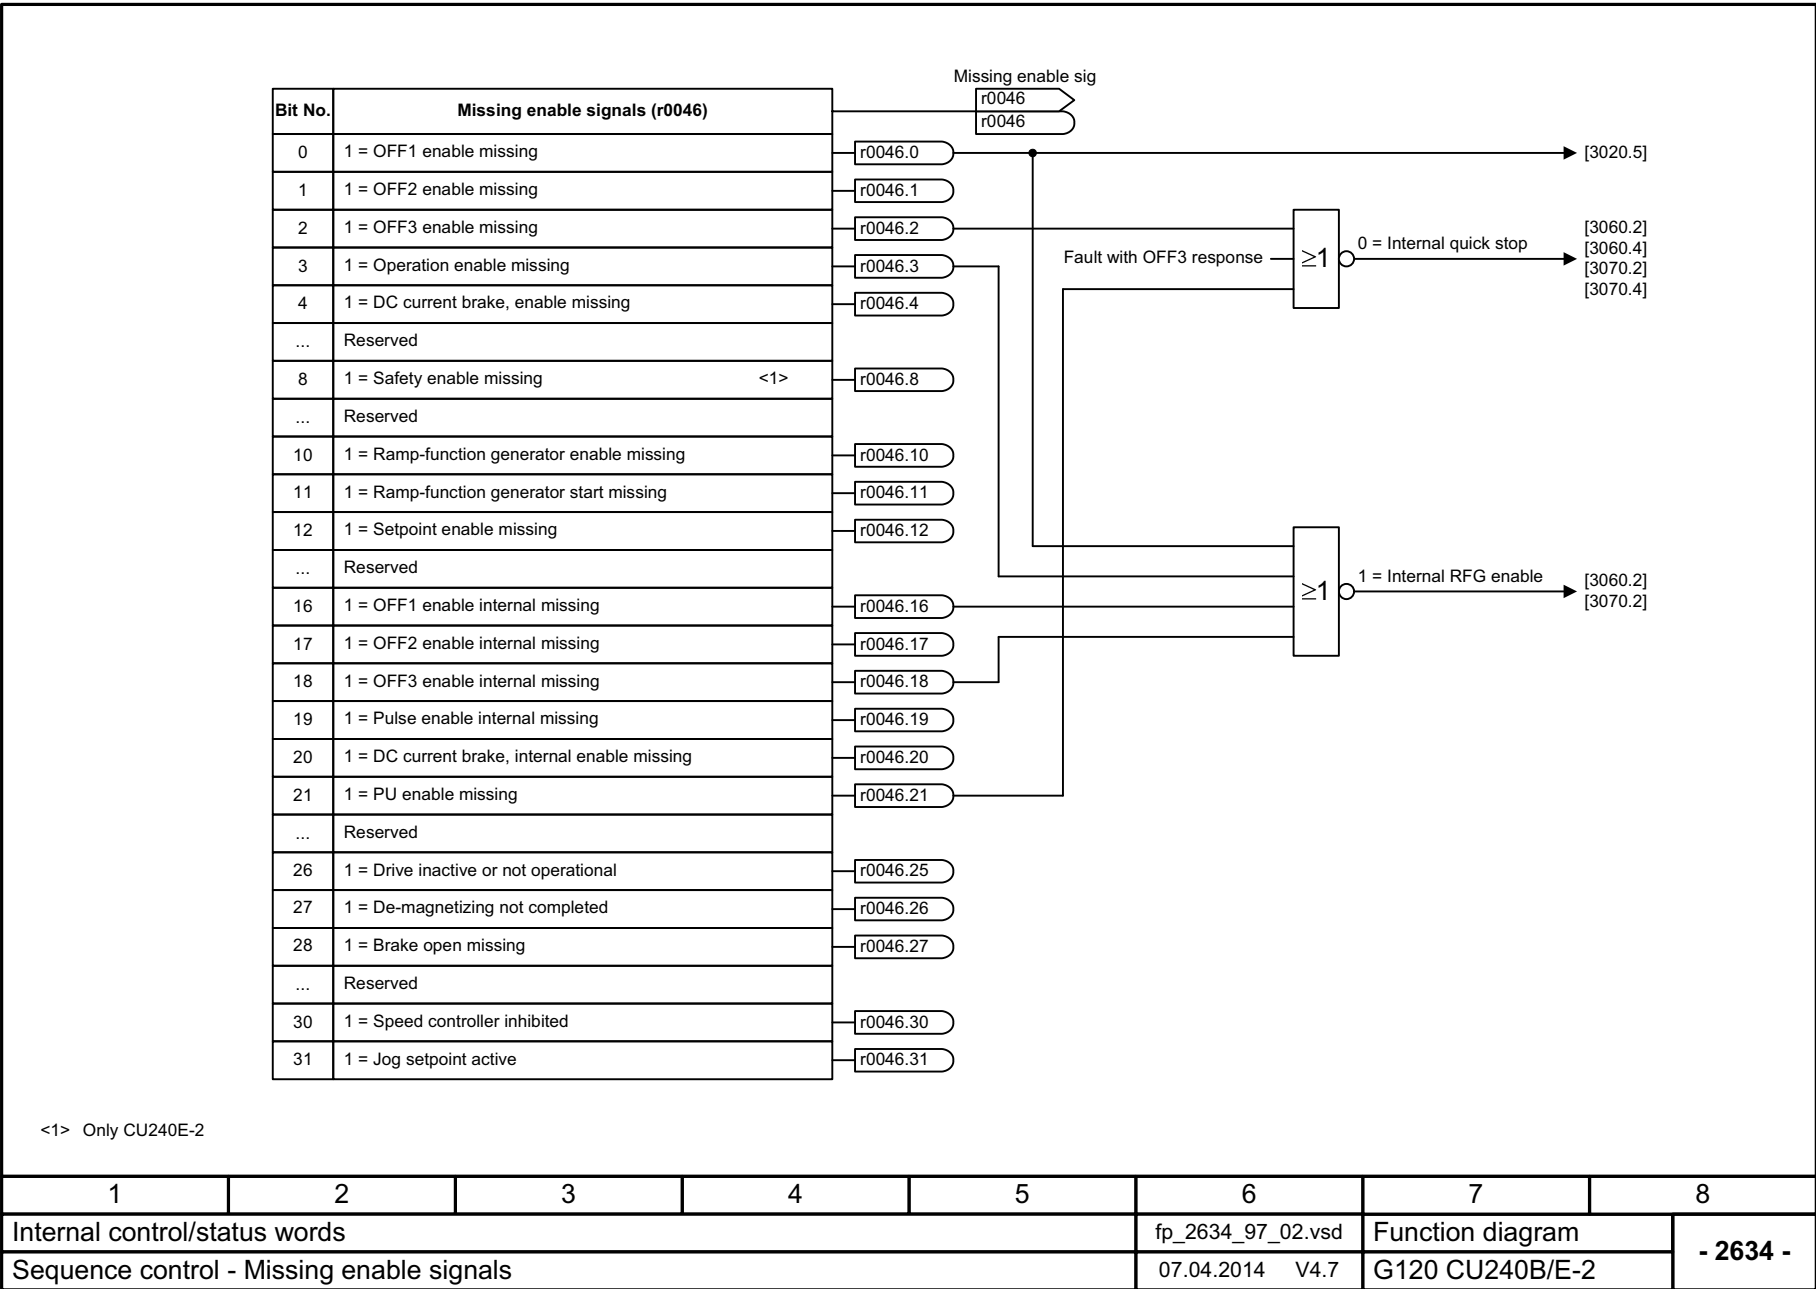 Missing enable sig
Bit No. Missing enable signals (r0046) r0046
r0046
0 1 = OFF1 enable missing r0046.0 [3020.5]
1 1 = OFF2 enable missing r0046.1
2 1 = OFF3 enable missing r0046.2
3 1 = Operation enable missing r0046.3
Fault with OFF3 response ≥1 0 = Internal quick stop
[3060.2]
[3060.4]
[3070.2]
[3070.4]
4 1 = DC current brake, enable missing r0046.4
... Reserved
8 1 = Safety enable missing <1> r0046.8
... Reserved
10 1 = Ramp-function generator enable missing r0046.10
11 1 = Ramp-function generator start missing r0046.11
12 1 = Setpoint enable missing r0046.12
... Reserved
≥1 1 = Internal RFG enable
[3060.2]
[3070.2]
16 1 = OFF1 enable internal missing r0046.16
17 1 = OFF2 enable internal missing r0046.17
18 1 = OFF3 enable internal missing r0046.18
19 1 = Pulse enable internal missing r0046.19
20 1 = DC current brake, internal enable missing r0046.20
21 1 = PU enable missing r0046.21
... Reserved
26 1 = Drive inactive or not operational r0046.25
27 1 = De-magnetizing not completed r0046.26
28 1 = Brake open missing r0046.27
... Reserved
30 1 = Speed controller inhibited r0046.30
31 1 = Jog setpoint active r0046.31
<1> Only CU240E-2
1 2 3 4 5 6 7 8
Internal control/status words fp_2634_97_02.vsd Function diagram
- 2634 -
Sequence control - Missing enable signals 07.04.2014 V4.7 G120 CU240B/E-2